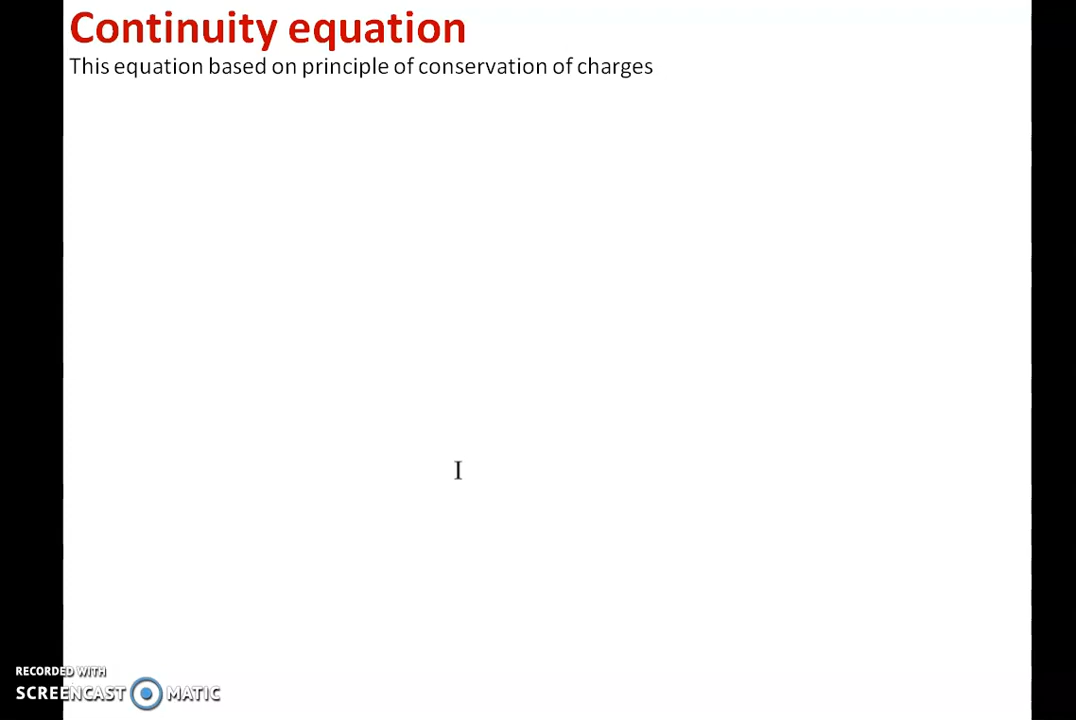 Continuity equation
This equation based on principle of conservation of charges
RECORDED WITH
SCREENCAST MATIC